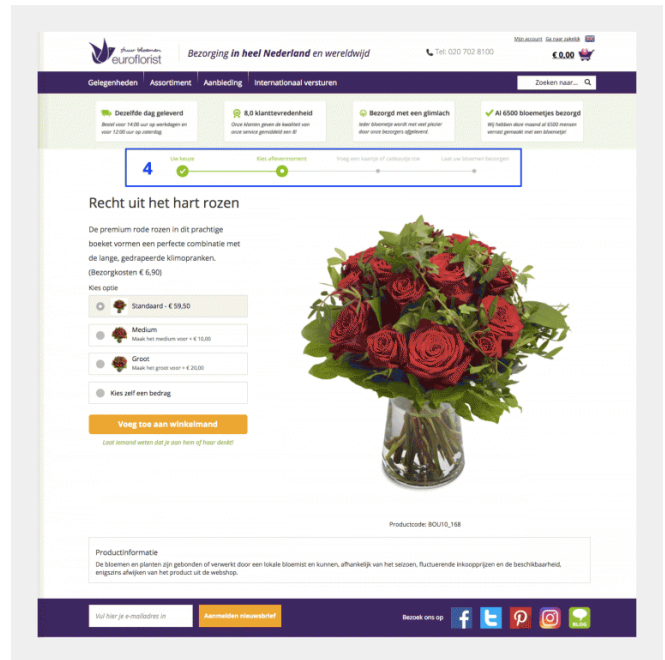 Mijn account Ga naar zakelijk
stuur bloemen
euroflorist
Bezorging in heel Nederland en wereldwijd
Tel: 020 702 8100
€ 0,00
Gelegenheden Assortiment Aanbieding Internationaal versturen
Zoeken naar...
Dezelfde dag geleverd
Bestel voor 14:00 uur op werkdagen en
voor 12:00 uur op zaterdag.
8,0 klanttevredenheid
Onze klanten geven de kwaliteit van
onze service gemiddeld een 8!
Bezorgd met een glimlach
Ieder bloemetje wordt met veel plezier
door onze bezorgers afgeleverd.
Al 6500 bloemetjes bezorgd
Wij hebben deze maand al 6500 mensen
verrast gemaakt met een bloemetje!
4
Uw keuze
Kies aflevermoment
Voeg een kaartje of cadeautje toe
Laat uw bloemen bezorgen
Recht uit het hart rozen
De premium rode rozen in dit prachtige
boeket vormen een perfecte combinatie met
de lange, gedrapeerde klimopranken.
(Bezorgkosten € 6,90)
Kies optie
Standaard - € 59,50
Medium
Maak het medium voor + € 10,00
Groot
Maak het groot voor + € 20,00
Kies zelf een bedrag
Voeg toe aan winkelmand
Laat iemand weten dat je aan hem of haar denkt!
Productcode: BOU10_168
Productinformatie
De bloemen en planten zijn gebonden of verwerkt door een lokale bloemist en kunnen, afhankelijk van het seizoen, fluctuerende inkoopprijzen en de beschikbaarheid,
enigszins afwijken van het product uit de webshop.
Vul hier je e-mailadres in
Aanmelden nieuwsbrief
Bezoek ons op
BLOG